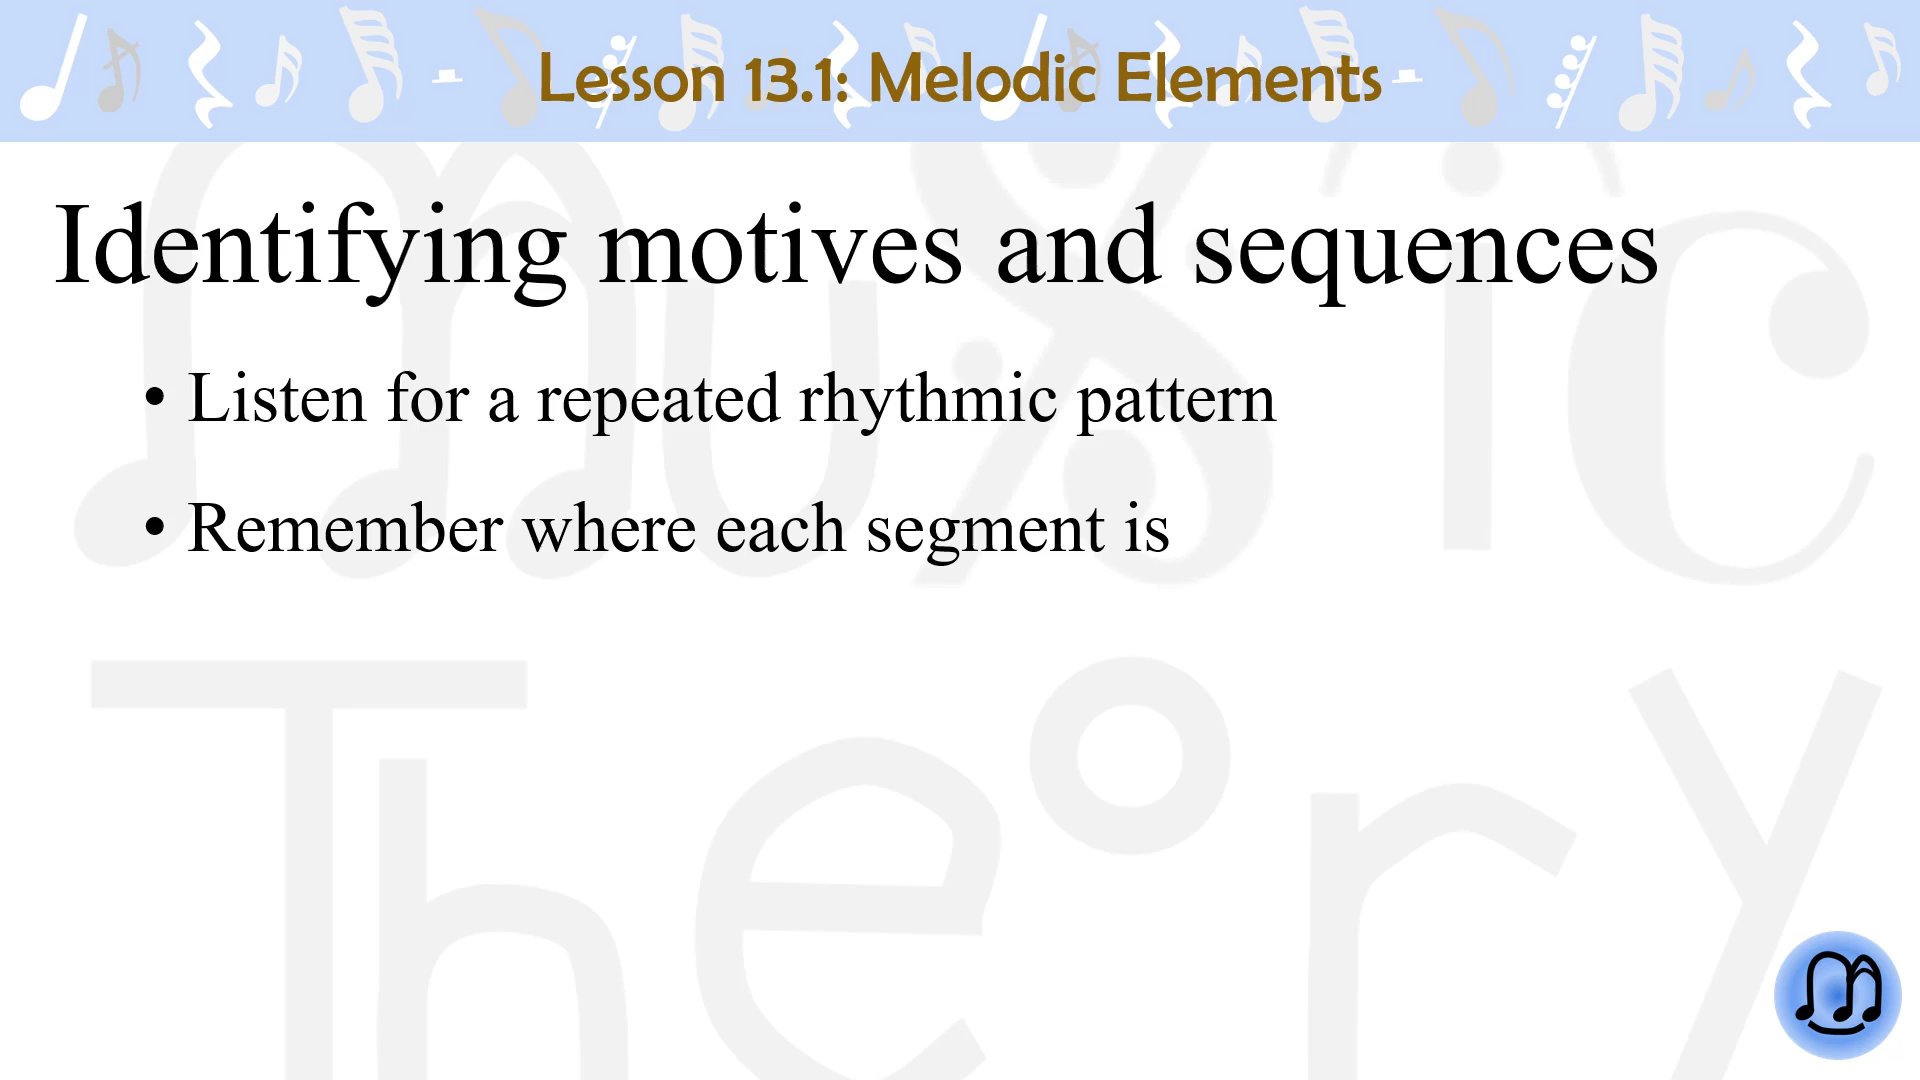 Lesson 13.1: Melodic Elements
Identifying motives and sequences
• Listen for a repeated rhythmic pattern
• Remember where each segment is
music
Theory